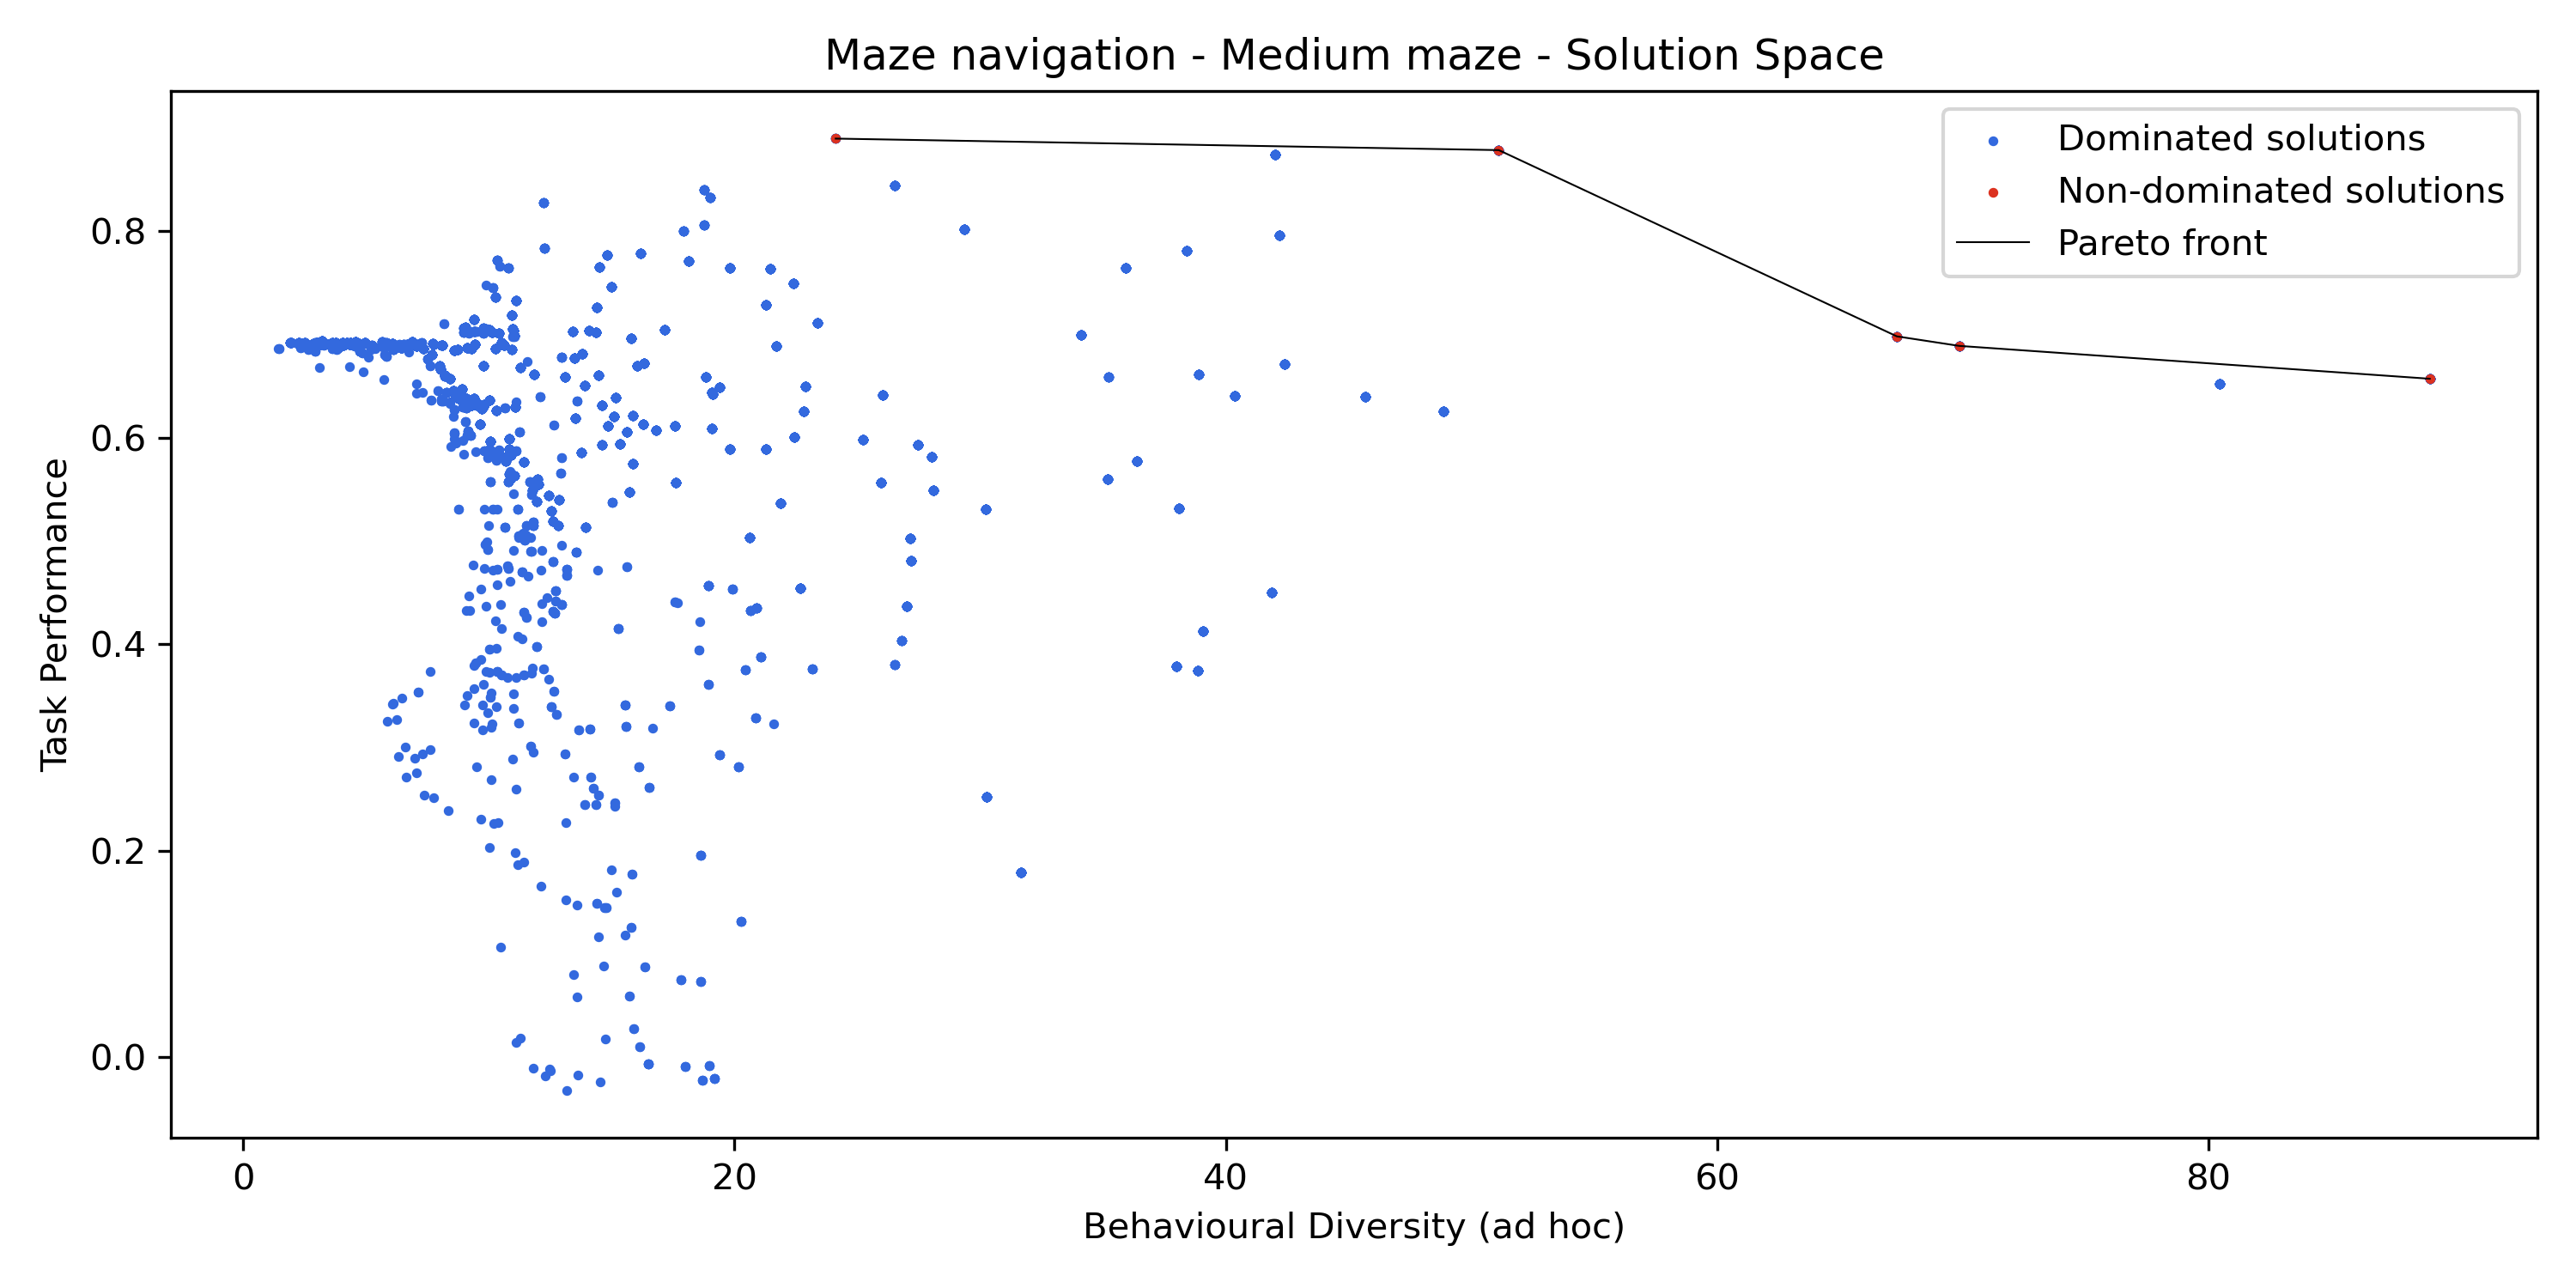 Maze navigation - Medium maze - Solution Space
Dominated solutions
Non-dominated solutions
Pareto front
0.8
0.6
0.4
0.2
0.0
Task Performance
0 20 40 60 80
Behavioural Diversity (ad hoc)